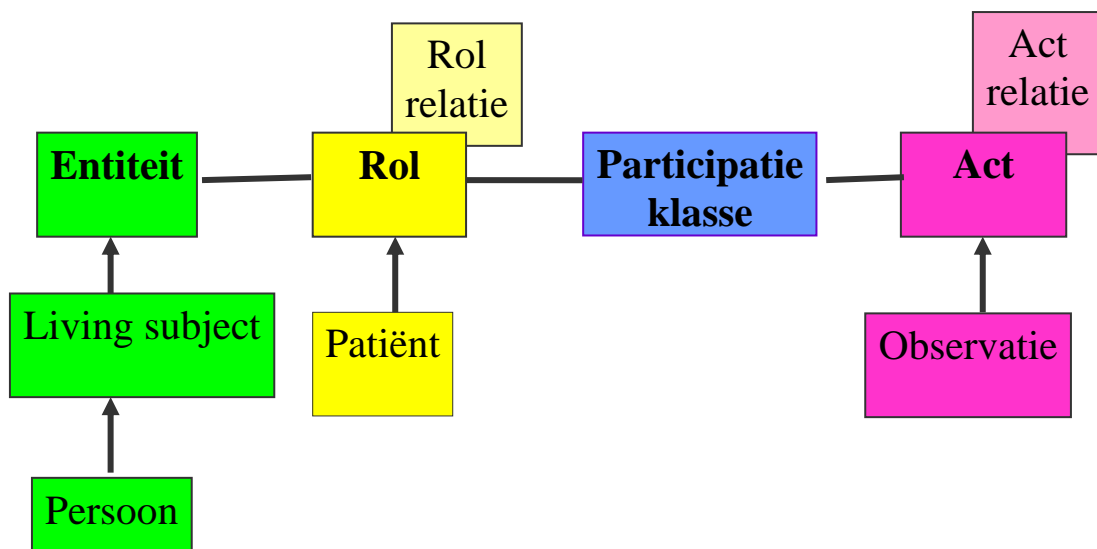 Rol
relatie
Act
relatie
Entiteit
Rol
Participatie
klasse
Act
Living subject
Patiënt
Observatie
Persoon